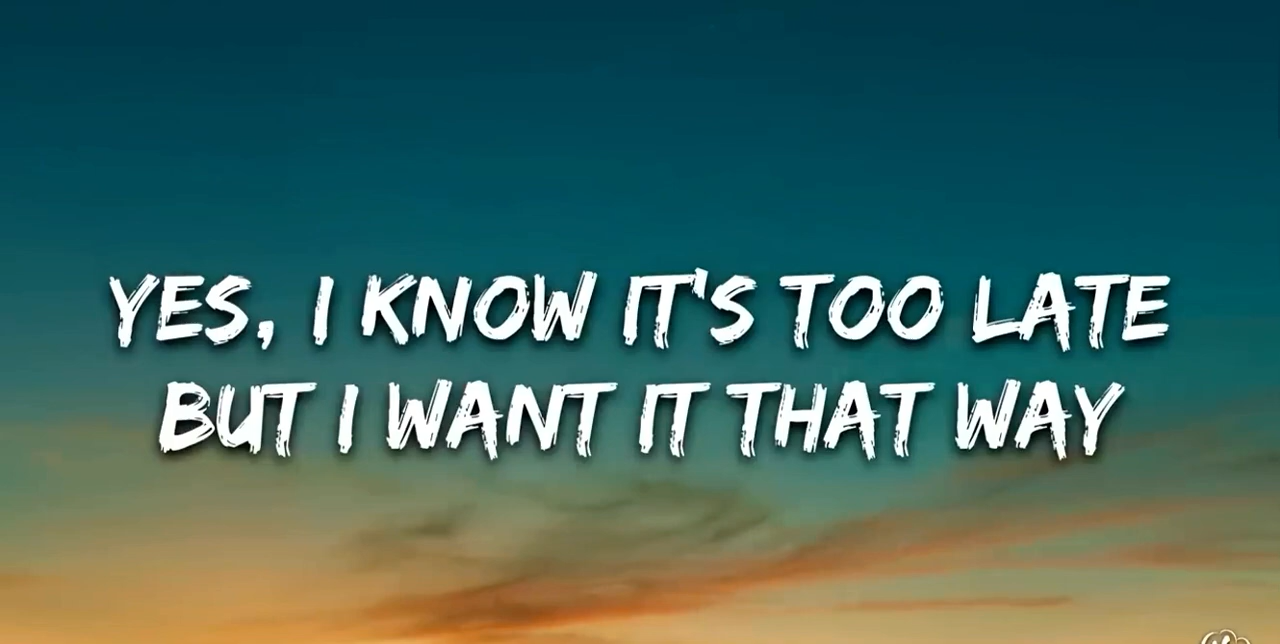 YES, I KNOW IT'S TOO LATE
BUT I WANT IT THAT WAY